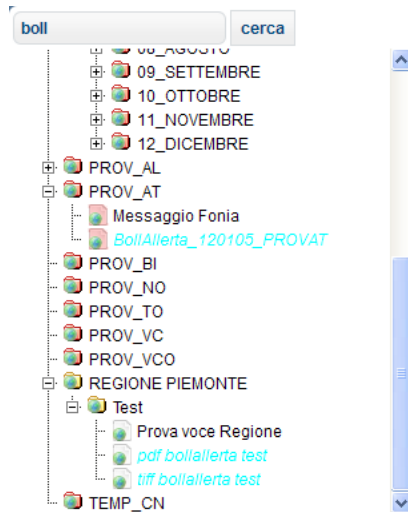 boll cerca
08_AGOSTO
09_SETTEMBRE
10_OTTOBRE
11_NOVEMBRE
12_DICEMBRE
PROV_AL
PROV_AT
Messaggio Fonia
BollAllerta_120105_PROVAT
PROV_BI
PROV_NO
PROV_TO
PROV_VC
PROV_VCO
REGIONE PIEMONTE
Test
Prova voce Regione
pdf bollallerta test
tiff bollallerta test
TEMP_CN